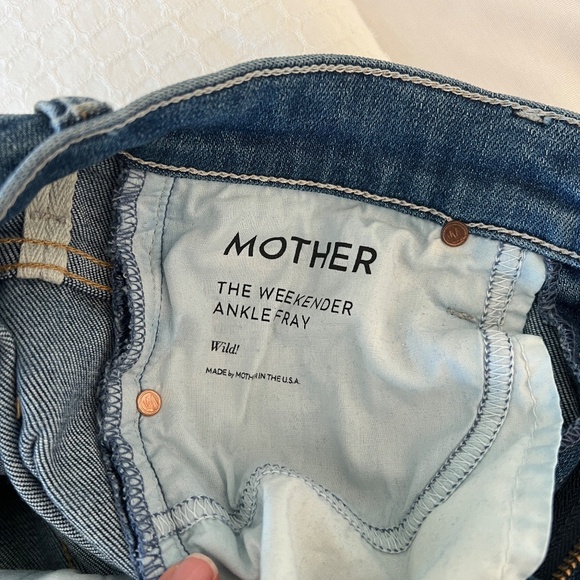 MOTHER
THE WEEKENDER
ANKLE FRAY
Wild!
MADE by MOTHER IN THE U.S.A.